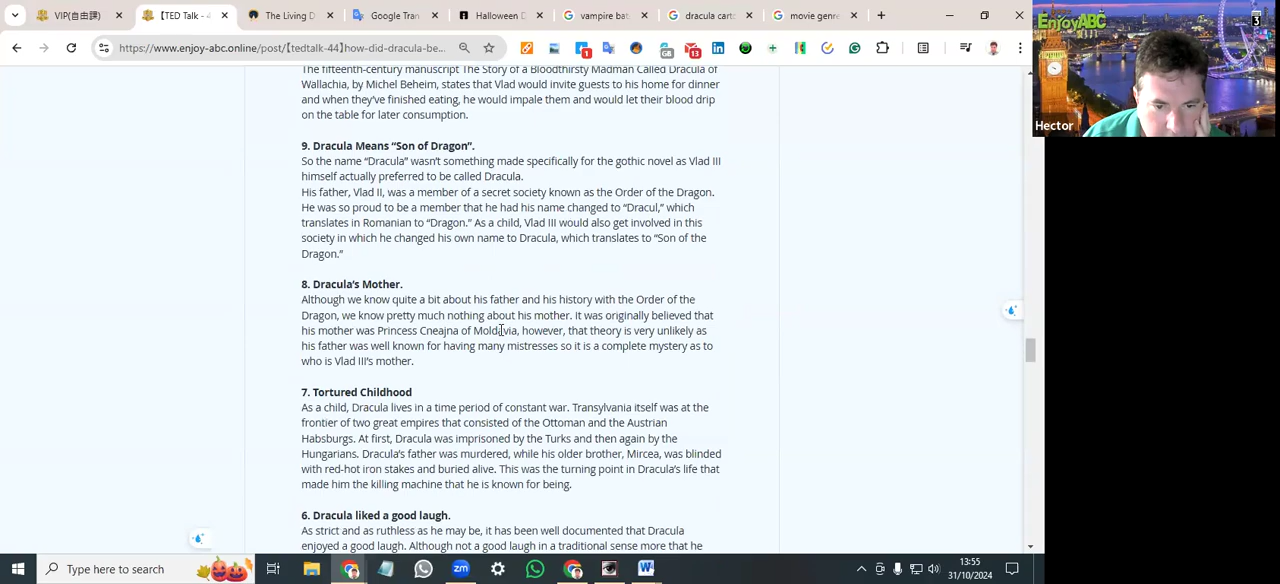 VIP(自由課)
【TED Talk - 4
The Living D
Google Tran
Halloween D
vampire bat
dracula carto
movie genre
https://www.enjoy-abc.online/post/【tedtalk-44】how-did-dracula-be...
EnjoyABC
3
Hector
The fifteenth-century manuscript The Story of a Bloodthirsty Madman Called Dracula of
Wallachia, by Michel Beheim, states that Vlad would invite guests to his home for dinner
and when they've finished eating, he would impale them and would let their blood drip
on the table for later consumption.
9. Dracula Means “Son of Dragon”.
So the name “Dracula” wasn't something made specifically for the gothic novel as Vlad III
himself actually preferred to be called Dracula.
His father, Vlad II, was a member of a secret society known as the Order of the Dragon.
He was so proud to be a member that he had his name changed to “Dracul,” which
translates in Romanian to “Dragon.” As a child, Vlad III would also get involved in this
society in which he changed his own name to Dracula, which translates to “Son of the
Dragon.”
8. Dracula's Mother.
Although we know quite a bit about his father and his history with the Order of the
Dragon, we know pretty much nothing about his mother. It was originally believed that
his mother was Princess Cneajna of Moldavia, however, that theory is very unlikely as
his father was well known for having many mistresses so it is a complete mystery as to
who is Vlad III's mother.
7. Tortured Childhood
As a child, Dracula lives in a time period of constant war. Transylvania itself was at the
frontier of two great empires that consisted of the Ottoman and the Austrian
Habsburgs. At first, Dracula was imprisoned by the Turks and then again by the
Hungarians. Dracula's father was murdered, while his older brother, Mircea, was blinded
with red-hot iron stakes and buried alive. This was the turning point in Dracula's life that
made him the killing machine that he is known for being.
6. Dracula liked a good laugh.
As strict and as ruthless as he may be, it has been well documented that Dracula
enjoyed a good laugh. Although not a good laugh in a traditional sense more that he
Type here to search
13:55
31/10/2024